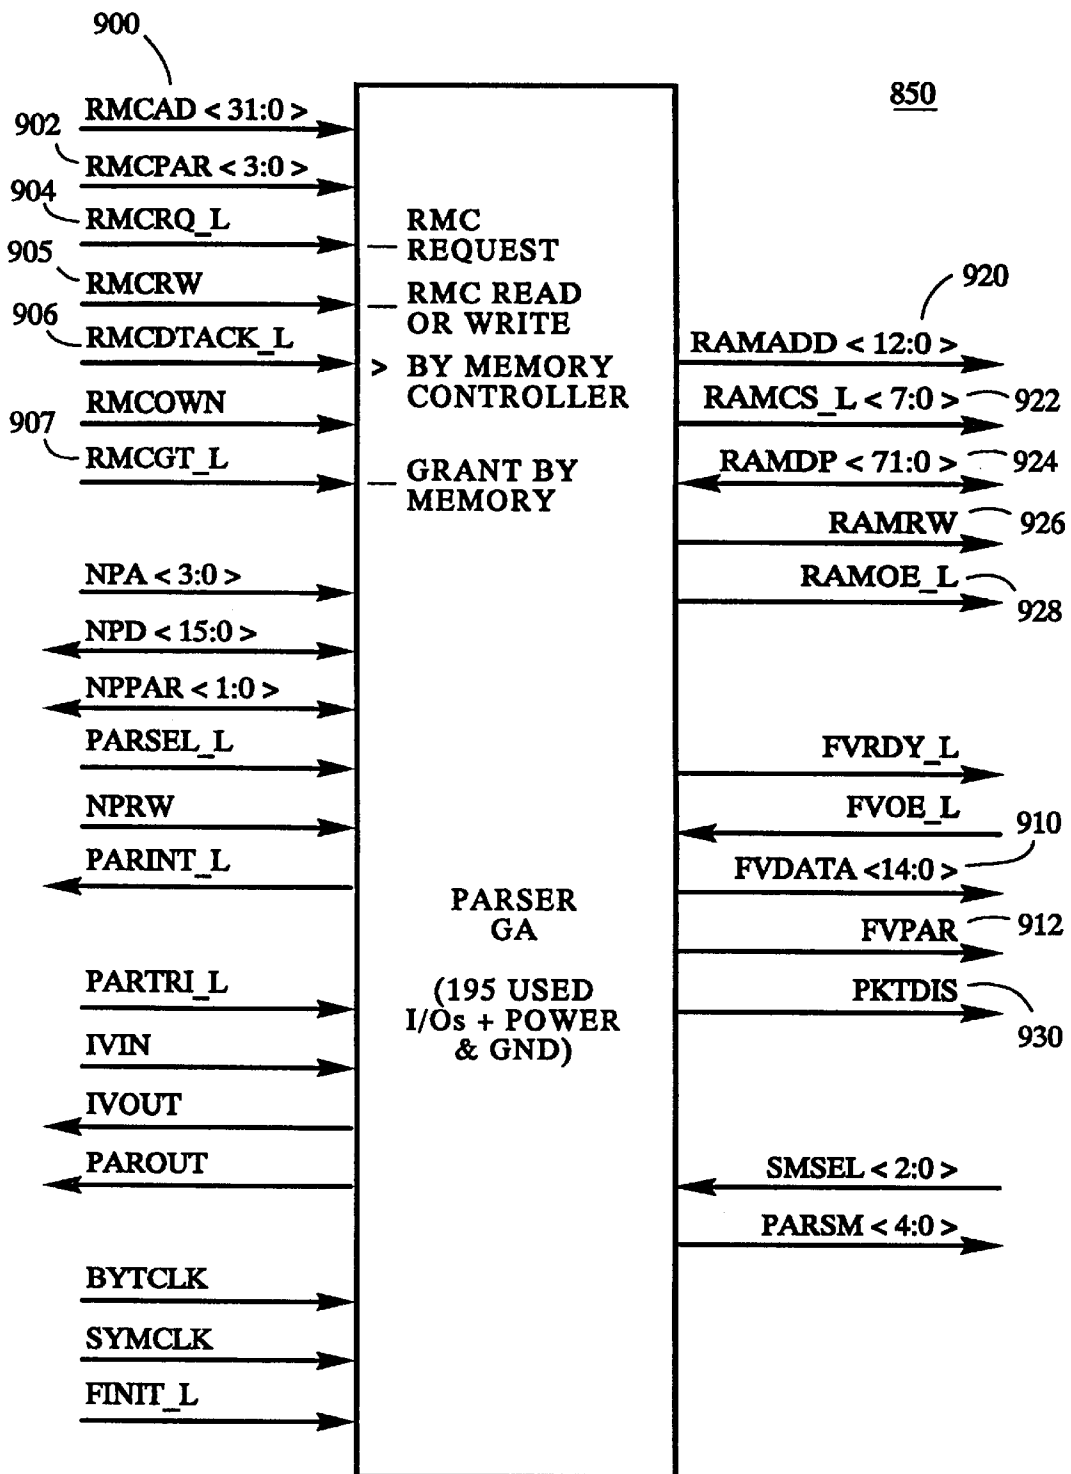 900
850
RMCAD < 31:0 >
902
RMCPAR < 3:0 >
904
RMCRQ_L
— RMC
REQUEST
905
RMCRW
— RMC READ
OR WRITE
906
RMCDTACK_L
> BY MEMORY
CONTROLLER
RMCOWN
907
RMCGT_L
— GRANT BY
MEMORY
920
RAMADD < 12:0 >
RAMCS_L < 7:0 >
922
RAMDP < 71:0 >
924
RAMRW
926
RAMOE_L
928
NPA < 3:0 >
NPD < 15:0 >
NPPAR < 1:0 >
PARSEL_L
NPRW
PARINT_L
FVRDY_L
FVOE_L
910
FVDATA <14:0 >
FVPAR
912
PKTDIS
930
PARSER
GA
(195 USED
I/Os + POWER
& GND)
PARTRI_L
IVIN
IVOUT
PAROUT
SMSEL < 2:0 >
PARSM < 4:0 >
BYTCLK
SYMCLK
FINIT_L